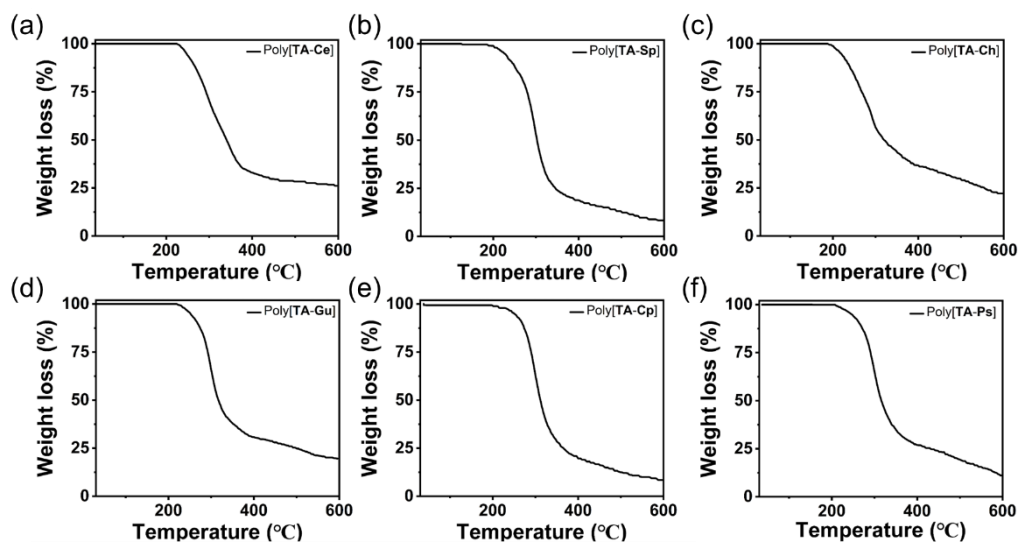 (a)
Poly[TA-Ce]
Weight loss (%)
100
75
50
25
0
200
400
600
Temperature (℃)
(b)
Poly[TA-Sp]
Weight loss (%)
100
75
50
25
0
200
400
600
Temperature (℃)
(c)
Poly[TA-Ch]
Weight loss (%)
100
75
50
25
0
200
400
600
Temperature (℃)
(d)
Poly[TA-Gu]
Weight loss (%)
100
75
50
25
0
200
400
600
Temperature (℃)
(e)
Poly[TA-Cp]
Weight loss (%)
100
75
50
25
0
200
400
600
Temperature (℃)
(f)
Poly[TA-Ps]
Weight loss (%)
100
75
50
25
0
200
400
600
Temperature (℃)